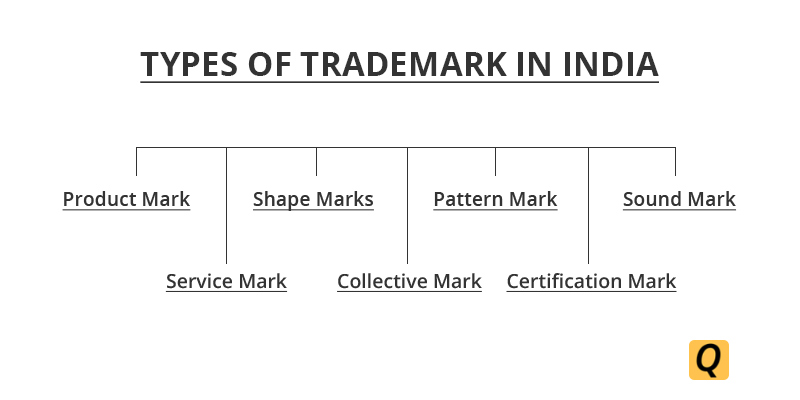 TYPES OF TRADEMARK IN INDIA
Product Mark
Shape Marks
Pattern Mark
Sound Mark
Service Mark
Collective Mark
Certification Mark
Q